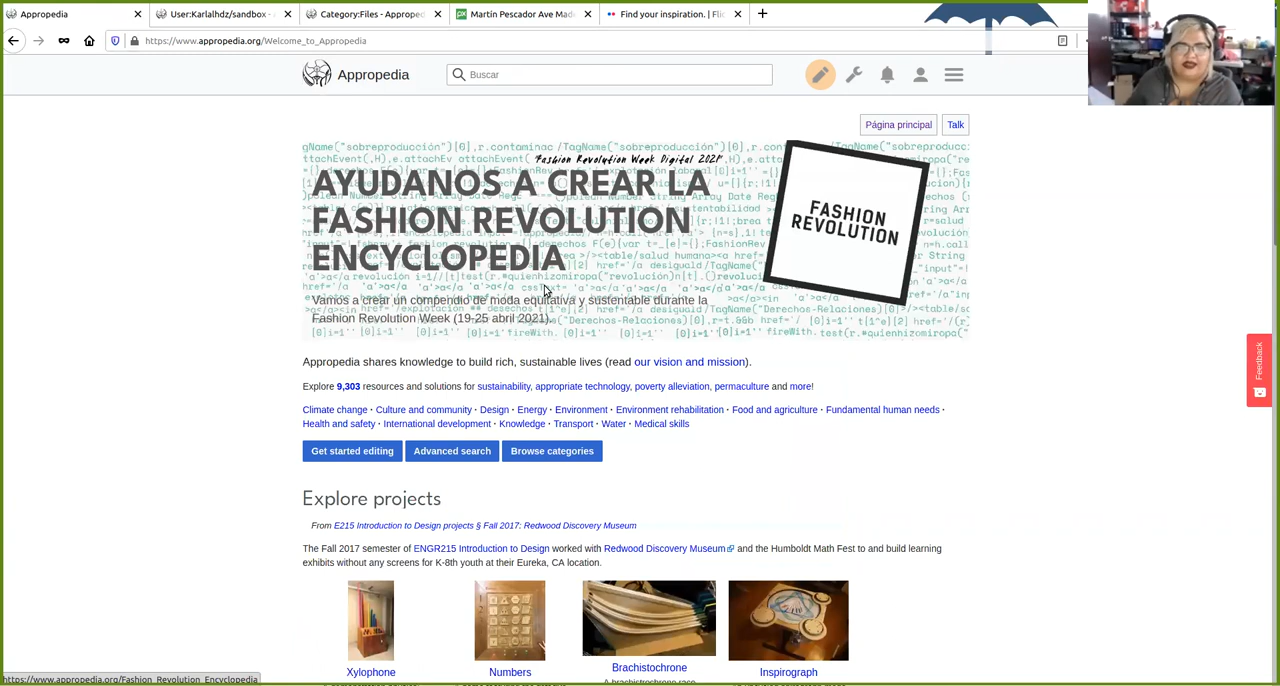 Appropedia
User:Karlalhdz/sandbox -
Category:Files - Approped
Martín Pescador Ave Mad
Find your inspiration. | Flic
https://www.appropedia.org/Welcome_to_Appropedia
Appropedia
Buscar
Página principal
Talk
Fashion Revolution Week Digital 2021
AYUDANOS A CREAR LA
FASHION REVOLUTION
ENCYCLOPEDIA
FASHION
REVOLUTION
Vamos a crear un compendio de moda equitativa y sustentable durante la
Fashion Revolution Week (19-25 abril 2021).
Feedback
Appropedia shares knowledge to build rich, sustainable lives (read our vision and mission).
Explore 9,303 resources and solutions for sustainability, appropriate technology, poverty alleviation, permaculture and more!
Climate change · Culture and community · Design · Energy · Environment · Environment rehabilitation · Food and agriculture · Fundamental human needs ·
Health and safety · International development · Knowledge · Transport · Water · Medical skills
Get started editing
Advanced search
Browse categories
Explore projects
From E215 Introduction to Design projects § Fall 2017: Redwood Discovery Museum
The Fall 2017 semester of ENGR215 Introduction to Design worked with Redwood Discovery Museum and the Humboldt Math Fest to and build learning
exhibits without any screens for K-8th youth at their Eureka, CA location.
Xylophone
Numbers
Brachistochrone
Inspirograph
https://www.appropedia.org/Fashion_Revolution_Encyclopedia